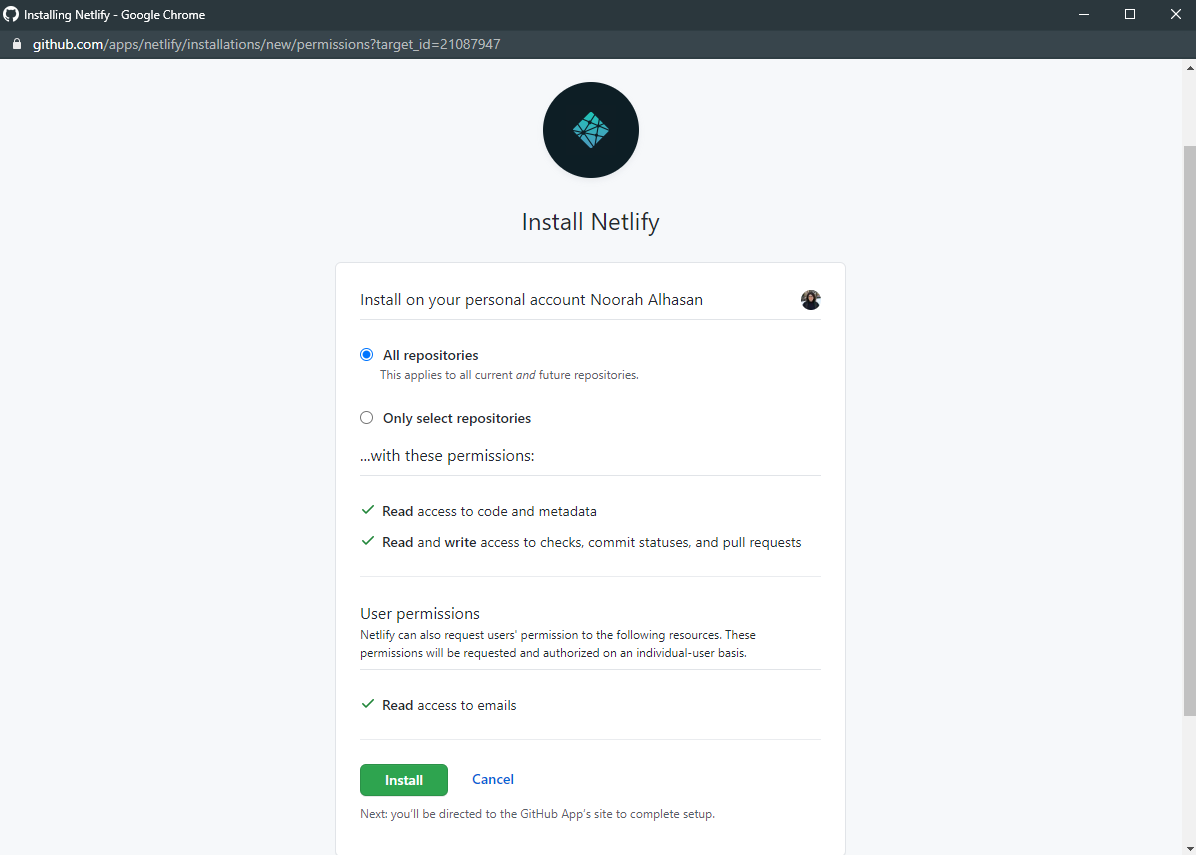 Installing Netlify - Google Chrome
github.com/apps/netlify/installations/new/permissions?target_id=21087947
Install Netlify
Install on your personal account Noorah Alhasan
All repositories
This applies to all current and future repositories.
Only select repositories
...with these permissions:
Read access to code and metadata
Read and write access to checks, commit statuses, and pull requests
User permissions
Netlify can also request users' permission to the following resources. These
permissions will be requested and authorized on an individual-user basis.
Read access to emails
Install Cancel
Next: you'll be directed to the GitHub App's site to complete setup.